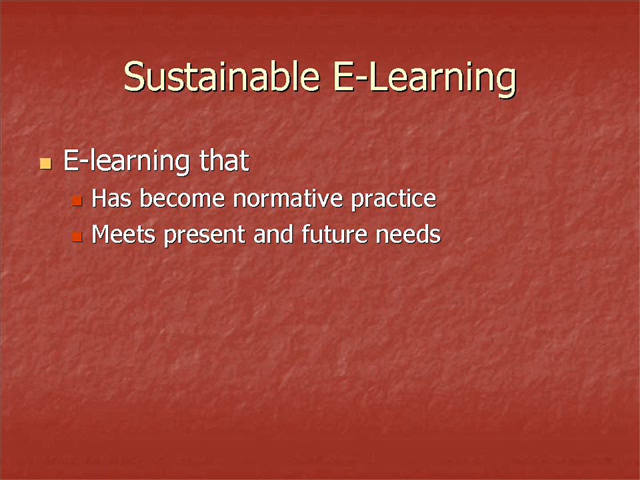 Sustainable E-Learning
E-learning that
Has become normative practice
Meets present and future needs